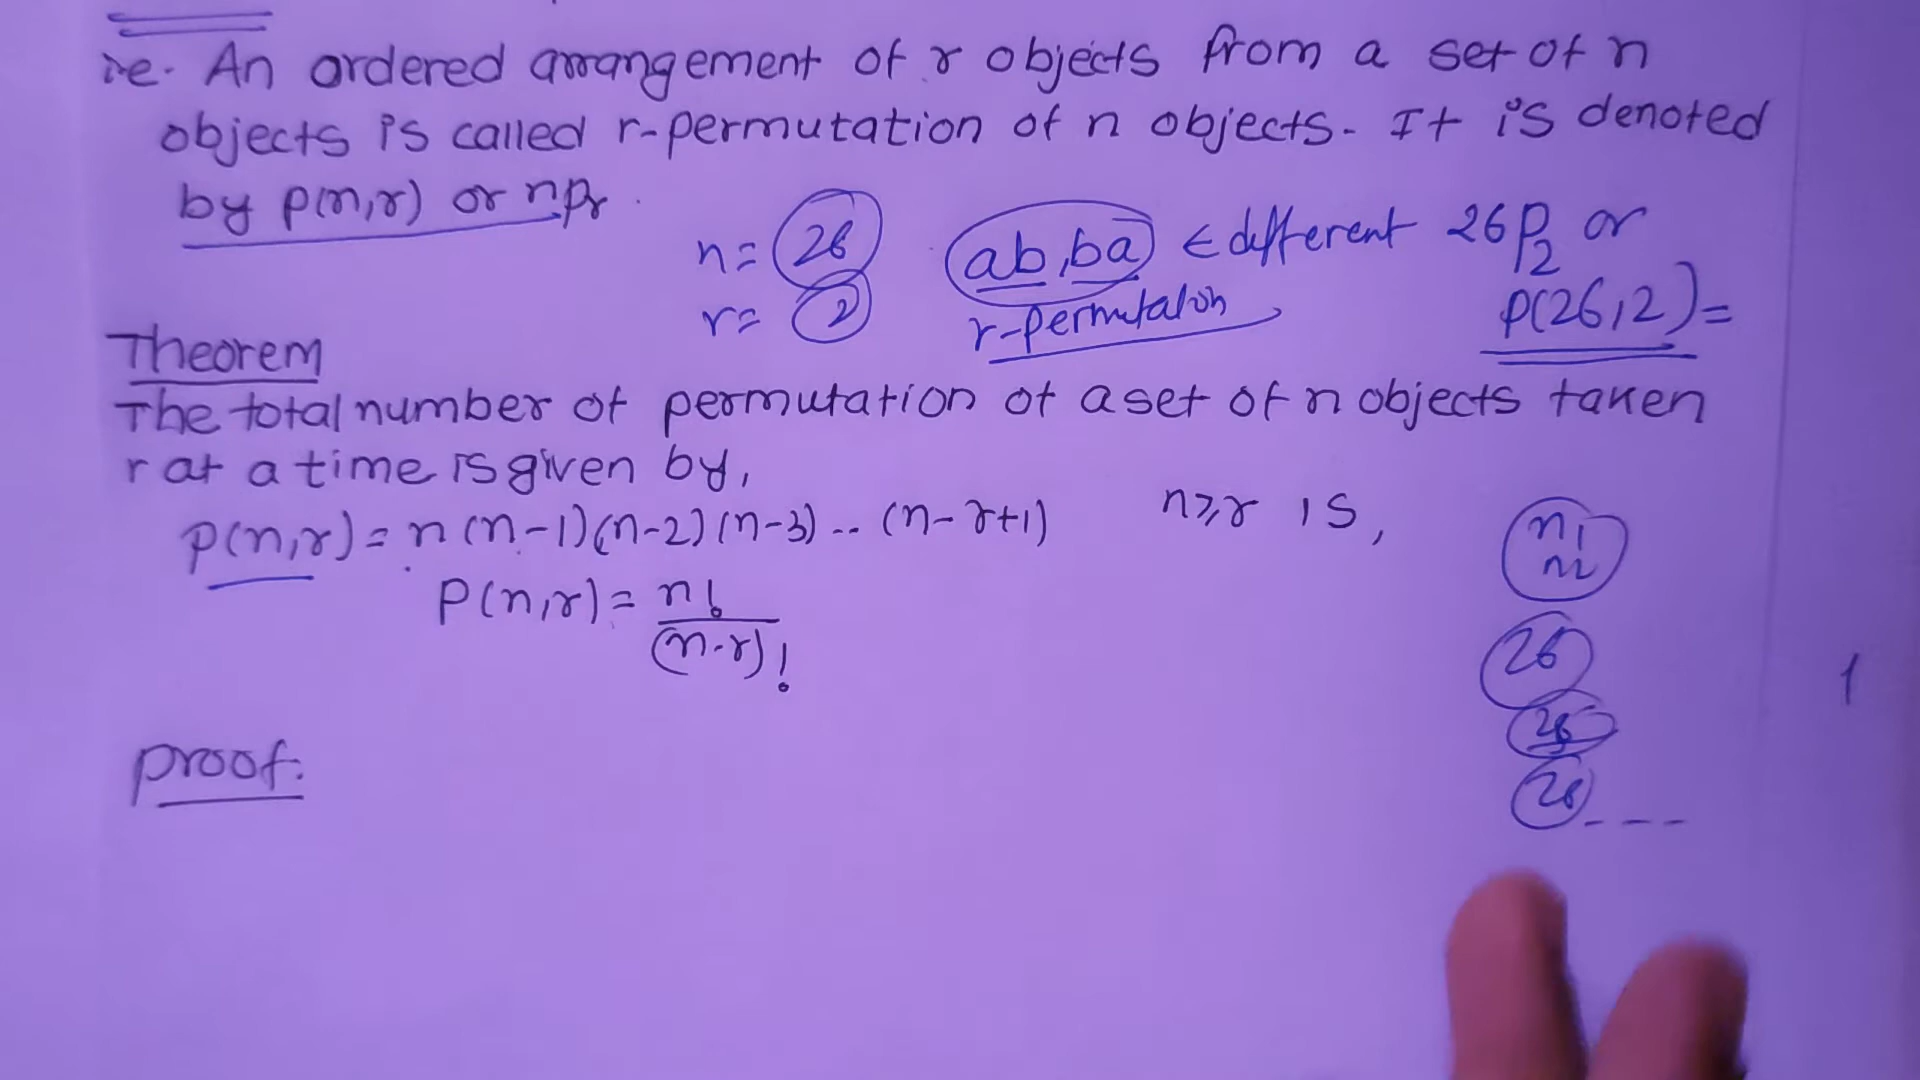 i.e. An ordered arrangement of r objects from a set of n
objects is called r-permutation of n objects. It is denoted
by p(n,r) or nPr.
n= 26
r= 2
ab, ba ∈ different 26P2 or
r-permutation
P(26,2)=
Theorem
The total number of permutation of a set of n objects taken
r at a time is given by,
p(n,r) = n(n-1)(n-2)(n-3)..(n-r+1) n≥r is,
P(n,r) = n!
(n-r)!
n1
n2
26
26
---
1
proof: